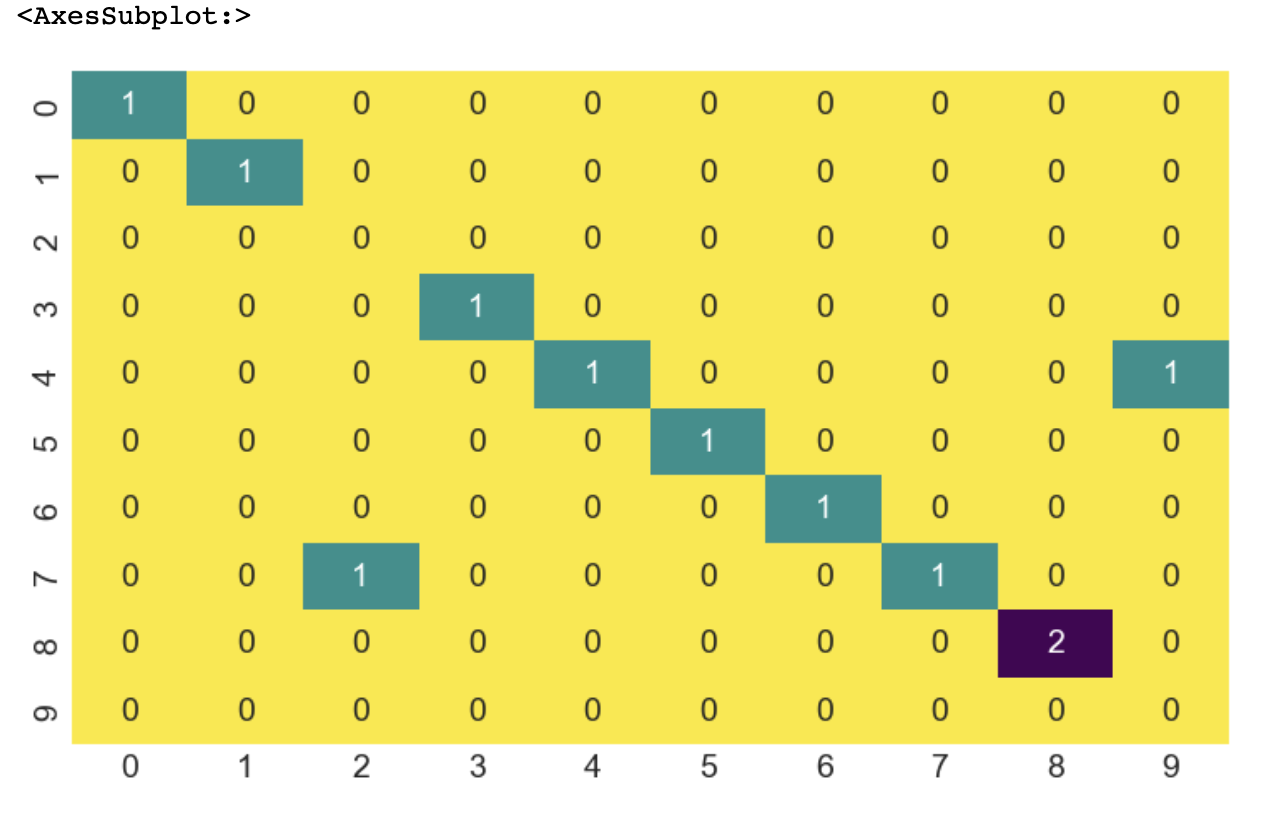 <AxesSubplot:>
0 1 0 0 0 0 0 0 0 0 0
1 0 1 0 0 0 0 0 0 0 0
2 0 0 0 0 0 0 0 0 0 0
3 0 0 0 1 0 0 0 0 0 0
4 0 0 0 0 1 0 0 0 0 1
5 0 0 0 0 0 1 0 0 0 0
6 0 0 0 0 0 0 1 0 0 0
7 0 0 1 0 0 0 0 1 0 0
8 0 0 0 0 0 0 0 0 2 0
9 0 0 0 0 0 0 0 0 0 0
0 1 2 3 4 5 6 7 8 9